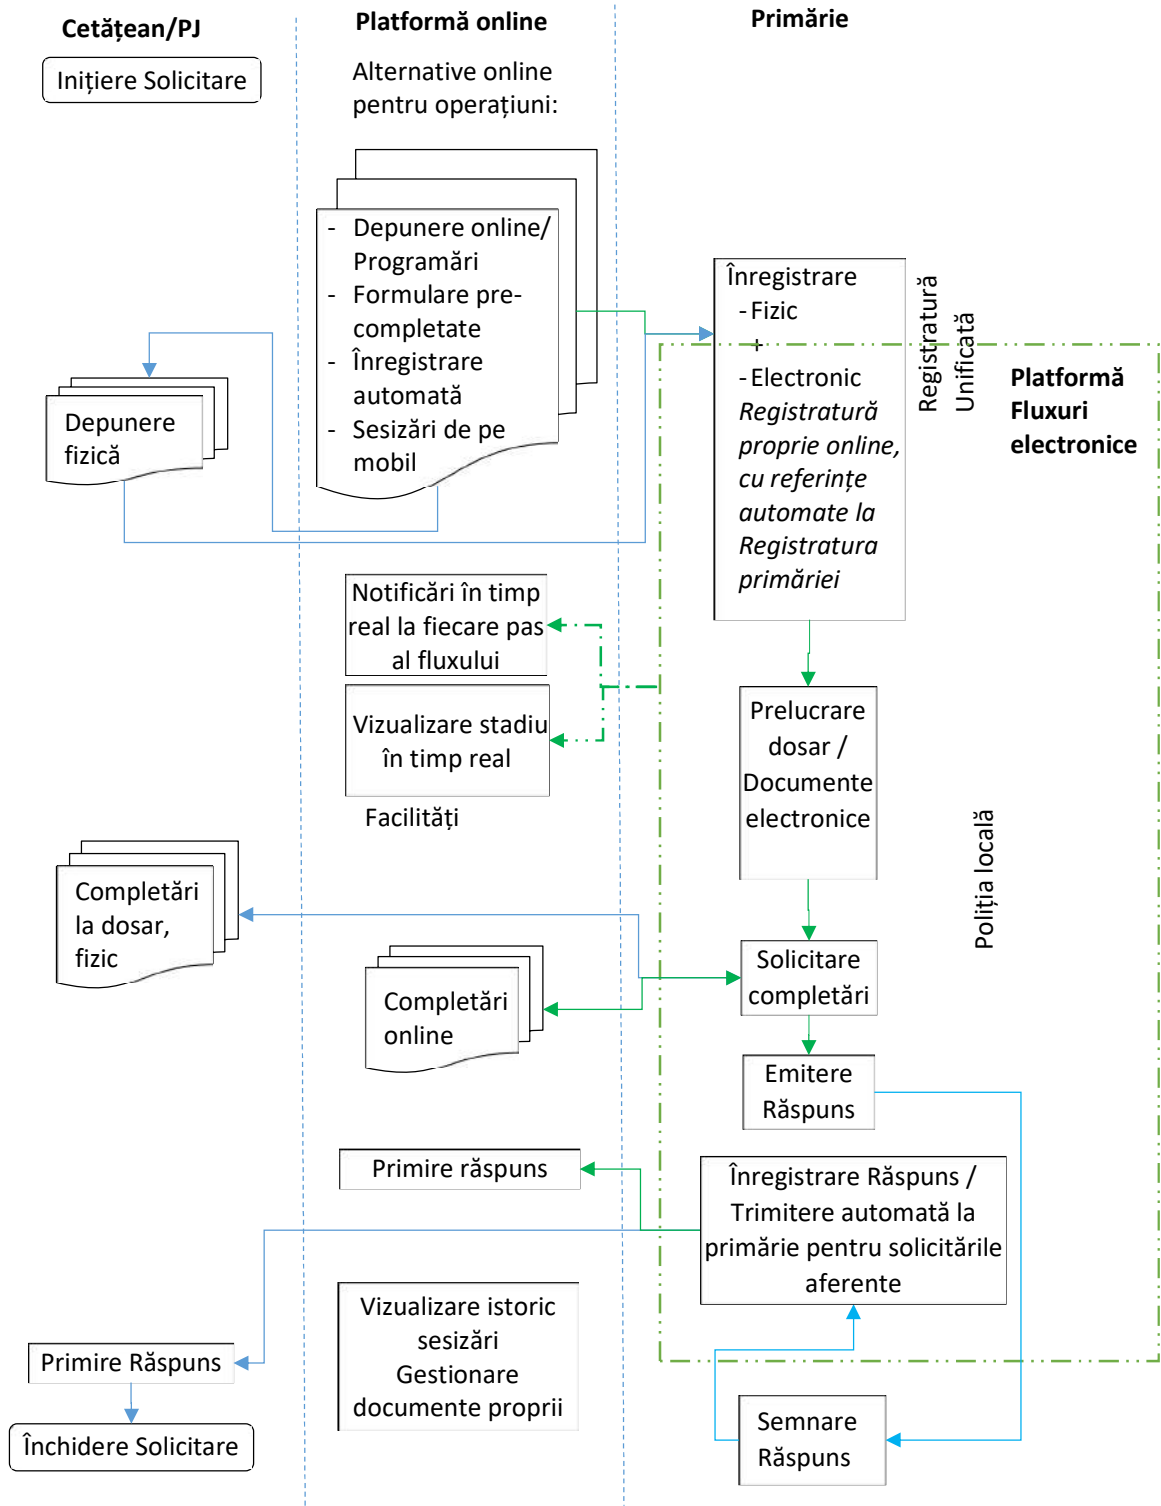 Cetățean/PJ
Platformă online
Primărie
Inițiere Solicitare
Alternative online
pentru operațiuni:
- Depunere online/
Programări
- Formulare pre-
completate
- Înregistrare
automată
- Sesizări de pe
mobil
Depunere
fizică
Înregistrare
- Fizic
+
- Electronic
Registratură
proprie online,
cu referințe
automate la
Registratura
primăriei
Registratură
Unificată
Platformă
Fluxuri
electronice
Notificări în timp
real la fiecare pas
al fluxului
Vizualizare stadiu
în timp real
Facilități
Prelucrare
dosar /
Documente
electronice
Poliția locală
Completări
la dosar,
fizic
Completări
online
Solicitare
completări
Emitere
Răspuns
Primire răspuns
Înregistrare Răspuns /
Trimitere automată la
primărie pentru solicitările
aferente
Vizualizare istoric
sesizări
Gestionare
documente proprii
Primire Răspuns
Închidere Solicitare
Semnare
Răspuns